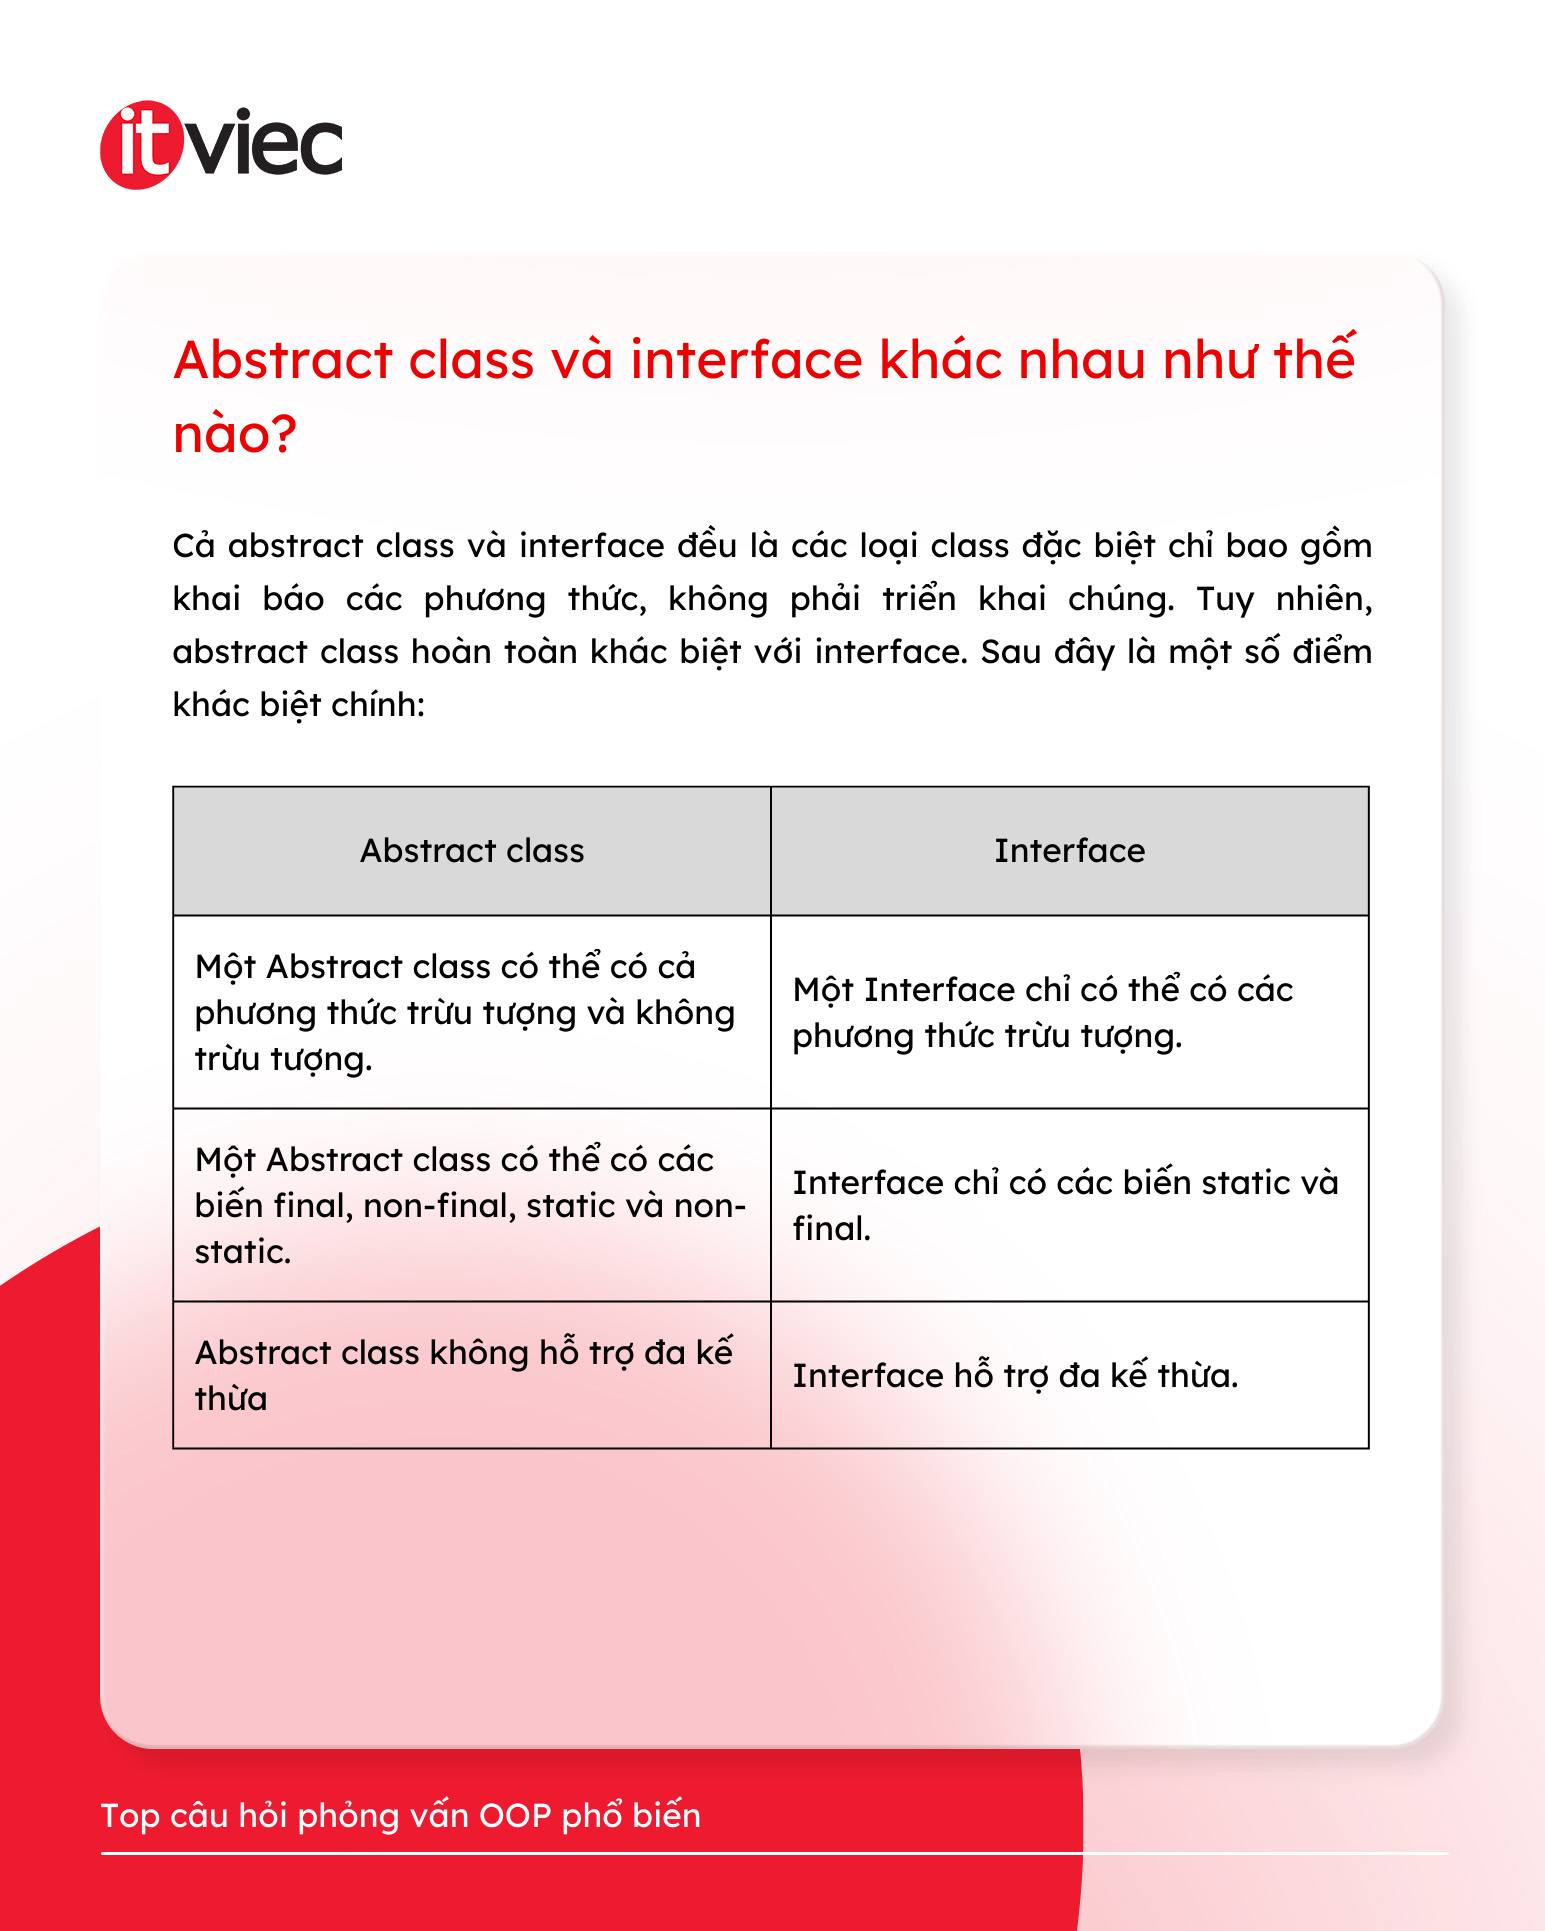 itviec
Abstract class và interface khác nhau như thế
nào?
Cả abstract class và interface đều là các loại class đặc biệt chỉ bao gồm
khai báo các phương thức, không phải triển khai chúng. Tuy nhiên,
abstract class hoàn toàn khác biệt với interface. Sau đây là một số điểm
khác biệt chính:
Abstract class
Interface
Một Abstract class có thể có cả
phương thức trừu tượng và không
trừu tượng.
Một Interface chỉ có thể có các
phương thức trừu tượng.
Một Abstract class có thể có các
biến final, non-final, static và non-
static.
Interface chỉ có các biến static và
final.
Abstract class không hỗ trợ đa kế
thừa
Interface hỗ trợ đa kế thừa.
Top câu hỏi phỏng vấn OOP phổ biến